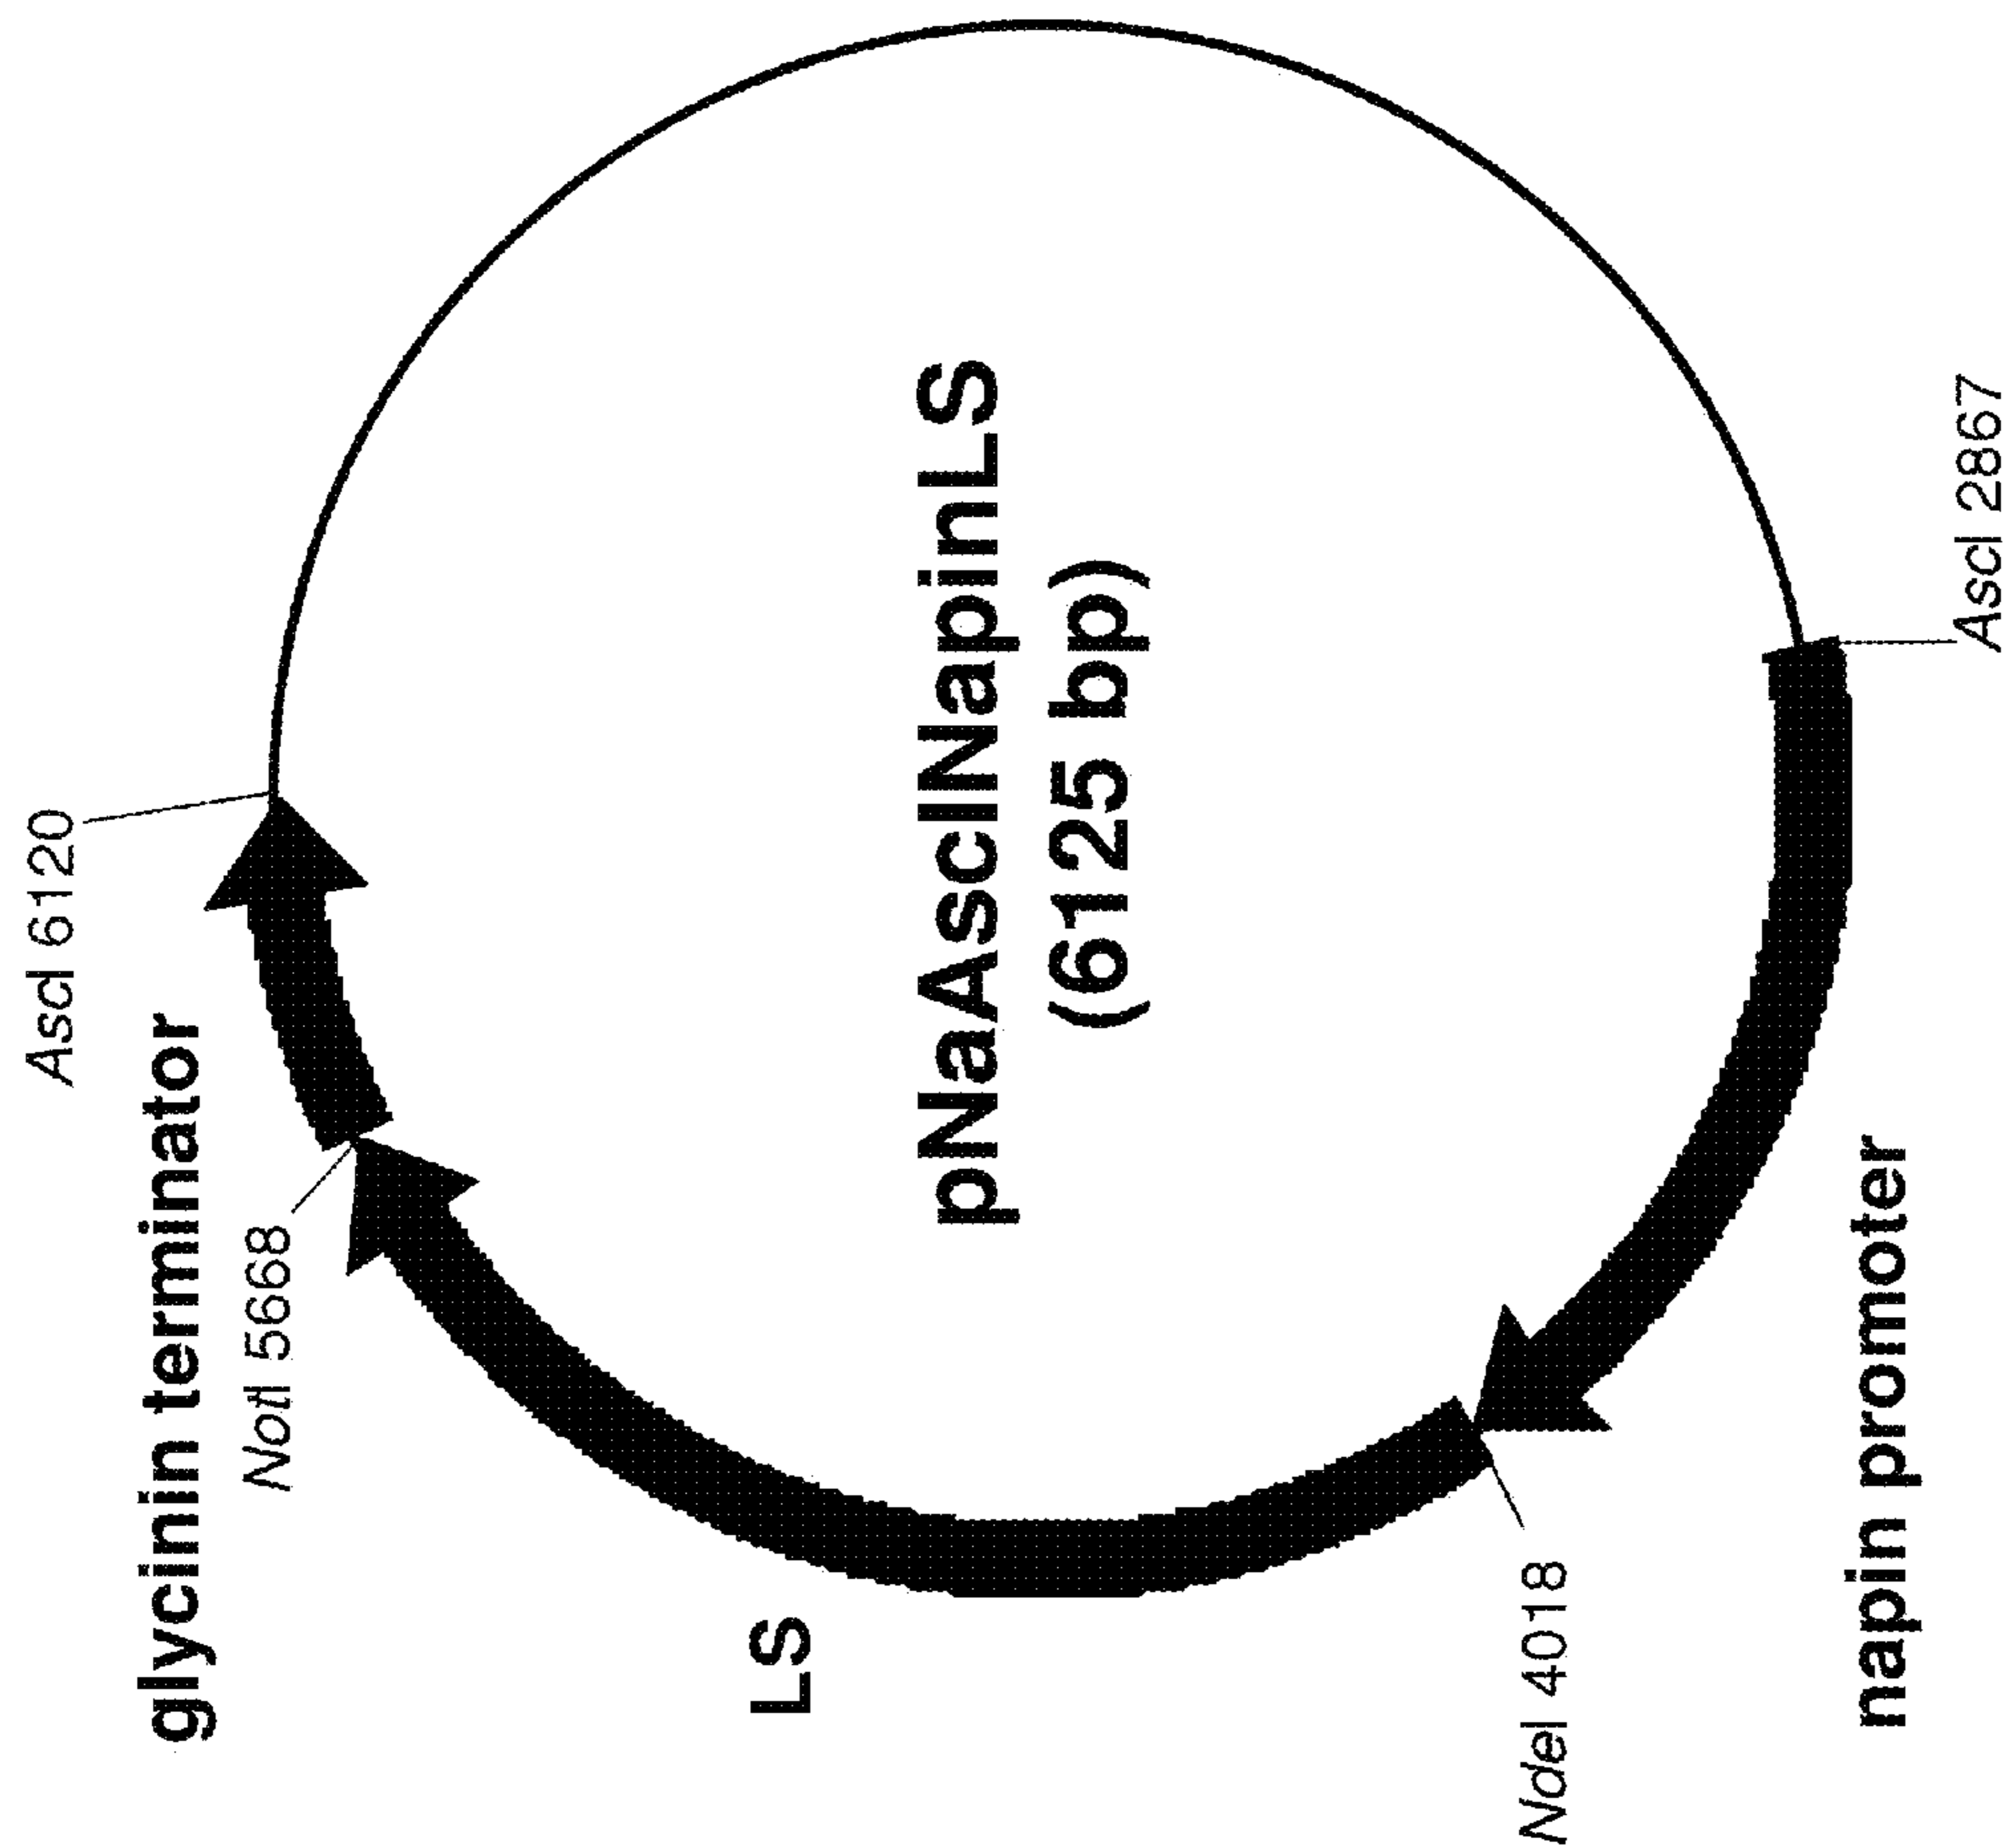 AscI 6120
glycinin terminator
NotI 5668
LS
pNaAscINapinLS
(6125 bp)
NdeI 4018
napin promoter
AscI 2867